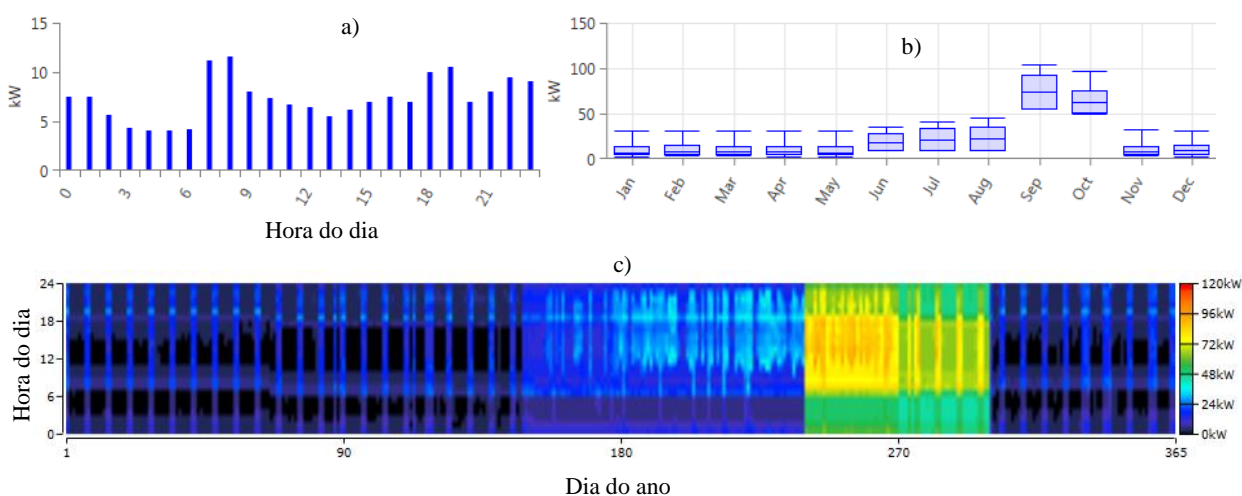 15
10
5
0
kW
a)
0
3
6
9
12
15
18
21
Hora do dia
150
100
50
0
kW
b)
Jan
Feb
Mar
Apr
May
Jun
Jul
Aug
Sep
Oct
Nov
Dec
c)
24
18
12
6
0
Hora do dia
1
90
180
270
365
Dia do ano
120kW
96kW
72kW
48kW
24kW
0kW